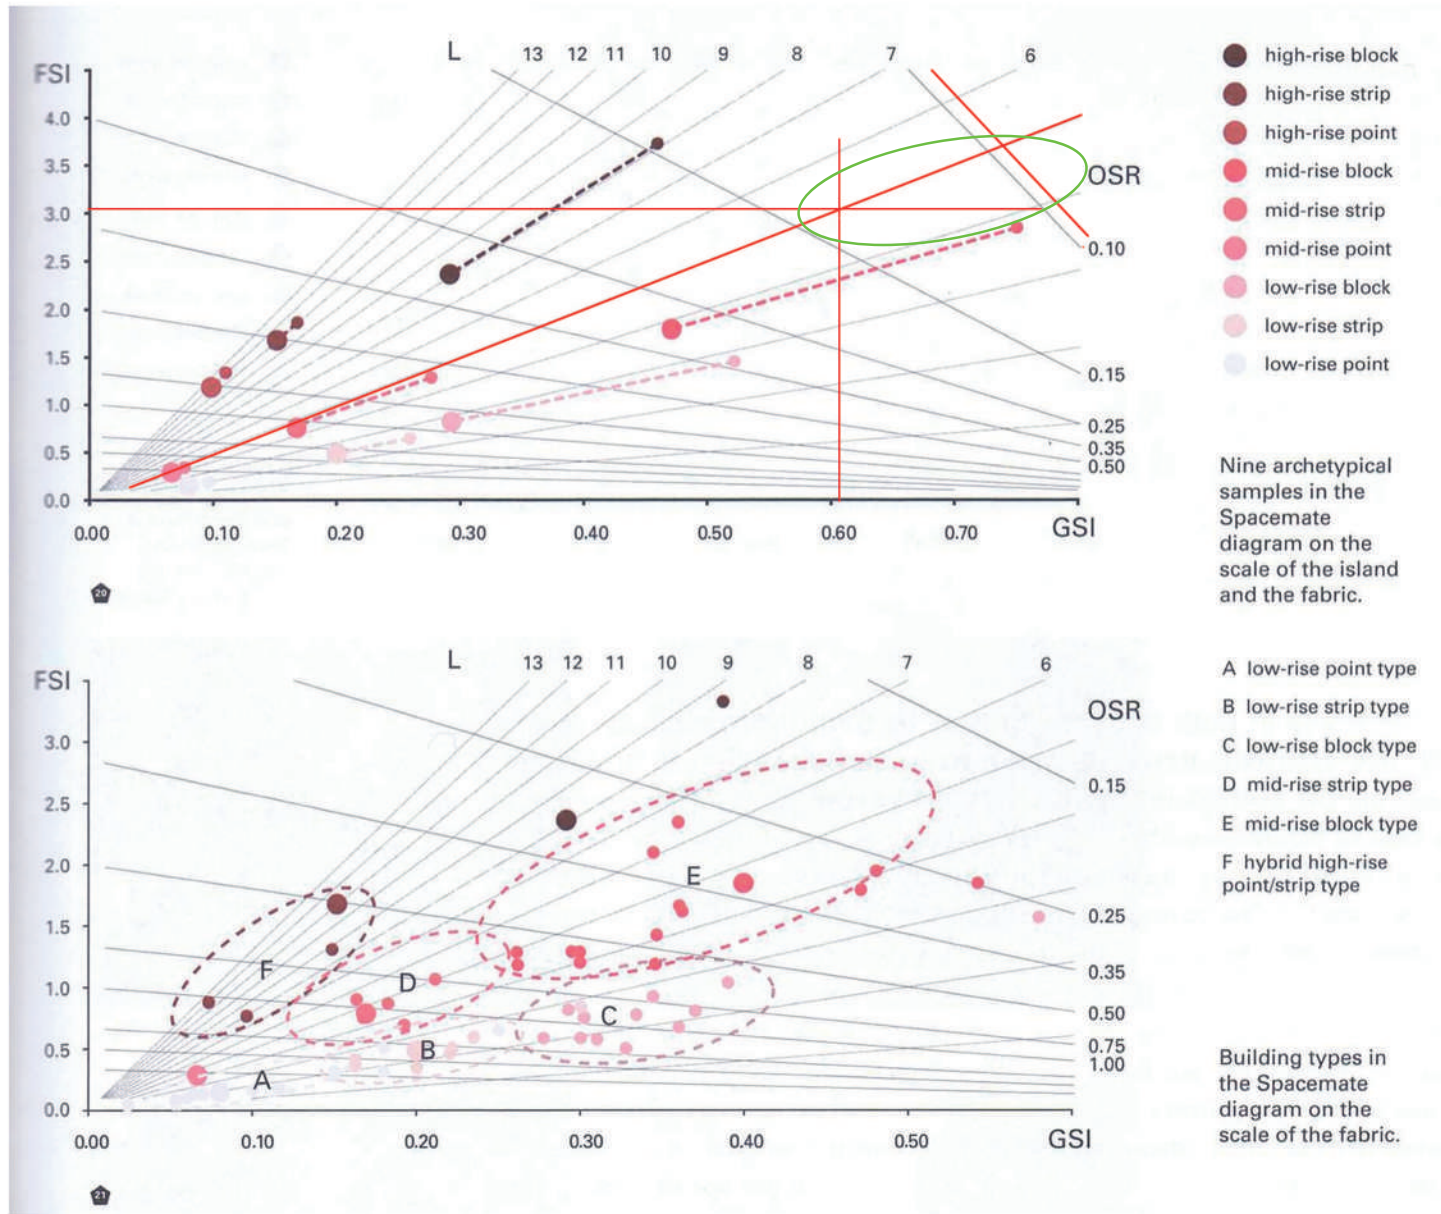 L 13 12 11 10 9 8 7 6
FSI
4.0
3.5
3.0
2.5
2.0
1.5
1.0
0.5
0.0
OSR
0.10
0.15
0.25
0.35
0.50
0.00 0.10 0.20 0.30 0.40 0.50 0.60 0.70 GSI
high-rise block
high-rise strip
high-rise point
mid-rise block
mid-rise strip
mid-rise point
low-rise block
low-rise strip
low-rise point
Nine archetypical
samples in the
Spacemate
diagram on the
scale of the island
and the fabric.
20
L 13 12 11 10 9 8 7 6
FSI
3.0
2.5
2.0
1.5
1.0
0.5
0.0
OSR
0.15
0.25
0.35
0.50
0.75
1.00
E
F
D
C
B
A
0.00 0.10 0.20 0.30 0.40 0.50 GSI
A low-rise point type
B low-rise strip type
C low-rise block type
D mid-rise strip type
E mid-rise block type
F hybrid high-rise
point/strip type
Building types in
the Spacemate
diagram on the
scale of the fabric.
21